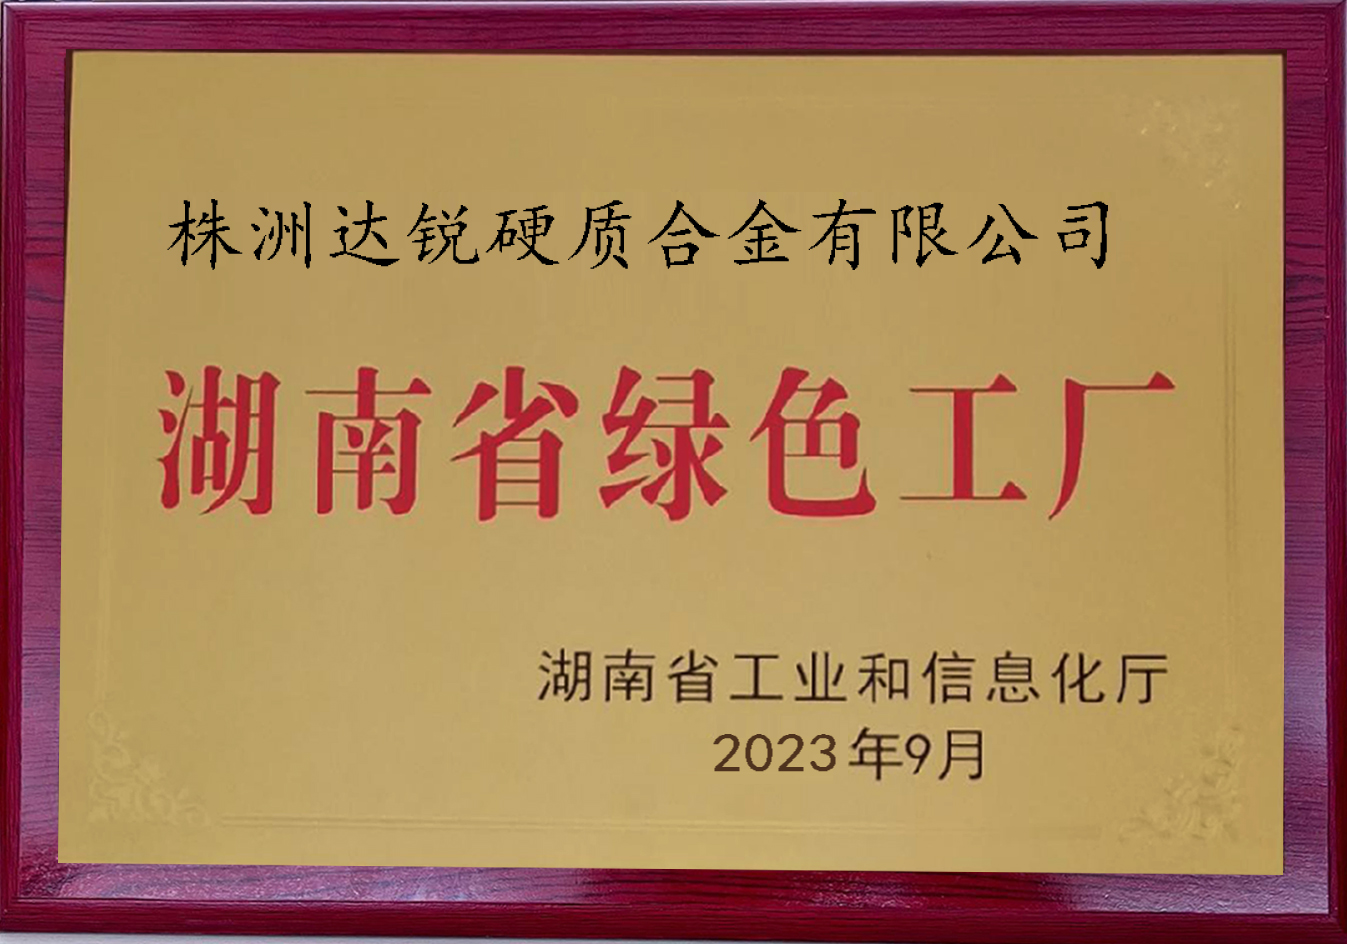 株洲达锐硬质合金有限公司
湖南省绿色工厂
湖南省工业和信息化厅
2023年9月